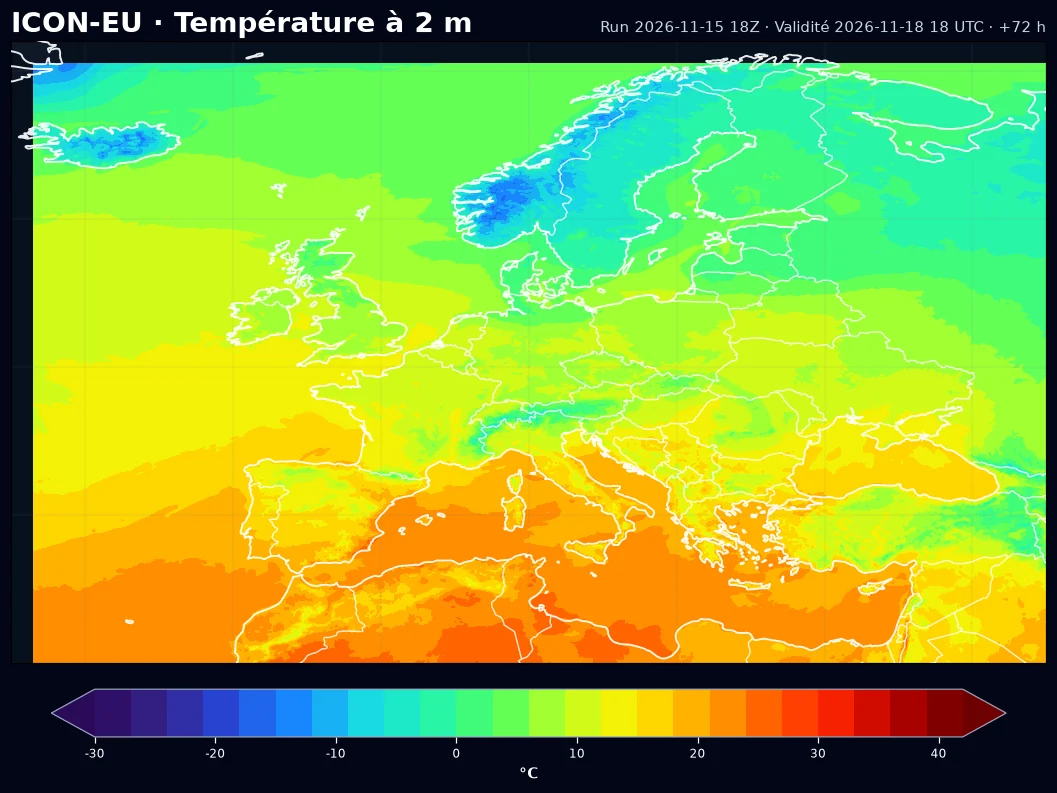 ICON-EU · Température à 2 m
Run 2026-11-15 18Z · Validité 2026-11-18 18 UTC · +72 h
-30 -20 -10 0 10 20 30 40
°C